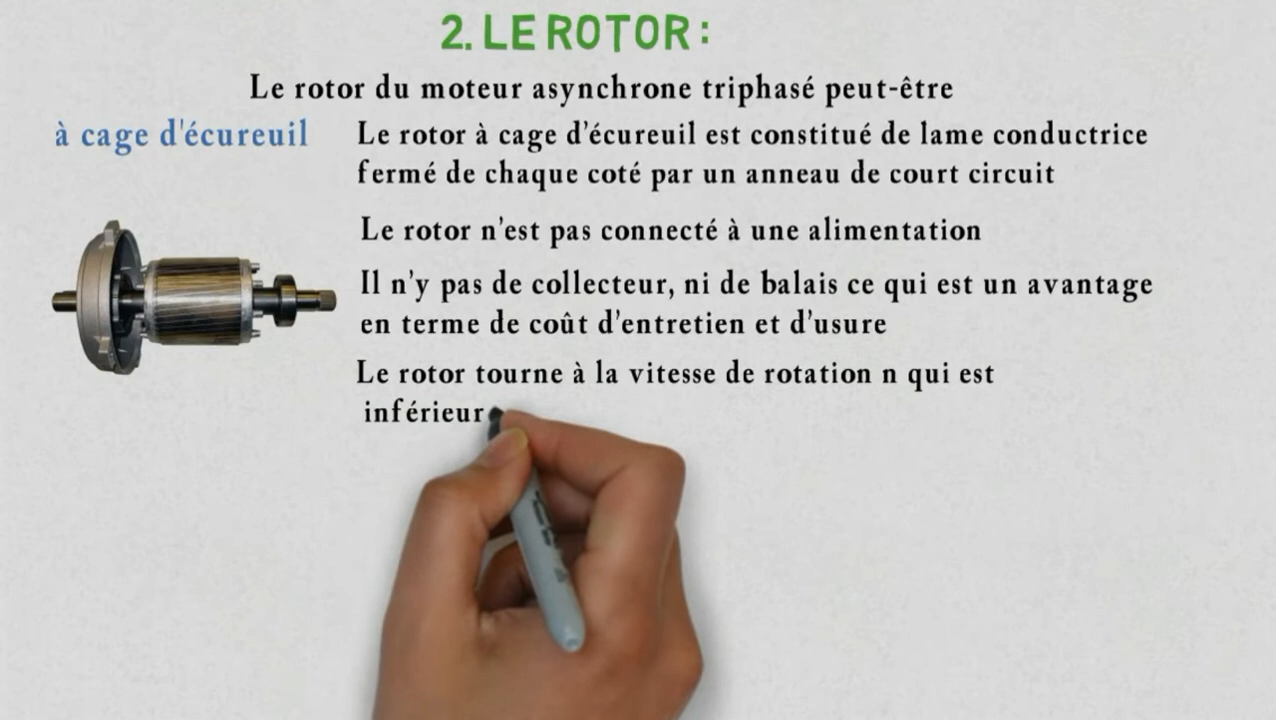 2. LE ROTOR :
Le rotor du moteur asynchrone triphasé peut-être
à cage d'écureuil
Le rotor à cage d'écureuil est constitué de lame conductrice
fermé de chaque coté par un anneau de court circuit
Le rotor n'est pas connecté à une alimentation
Il n'y pas de collecteur, ni de balais ce qui est un avantage
en terme de coût d'entretien et d'usure
Le rotor tourne à la vitesse de rotation n qui est
inférieur